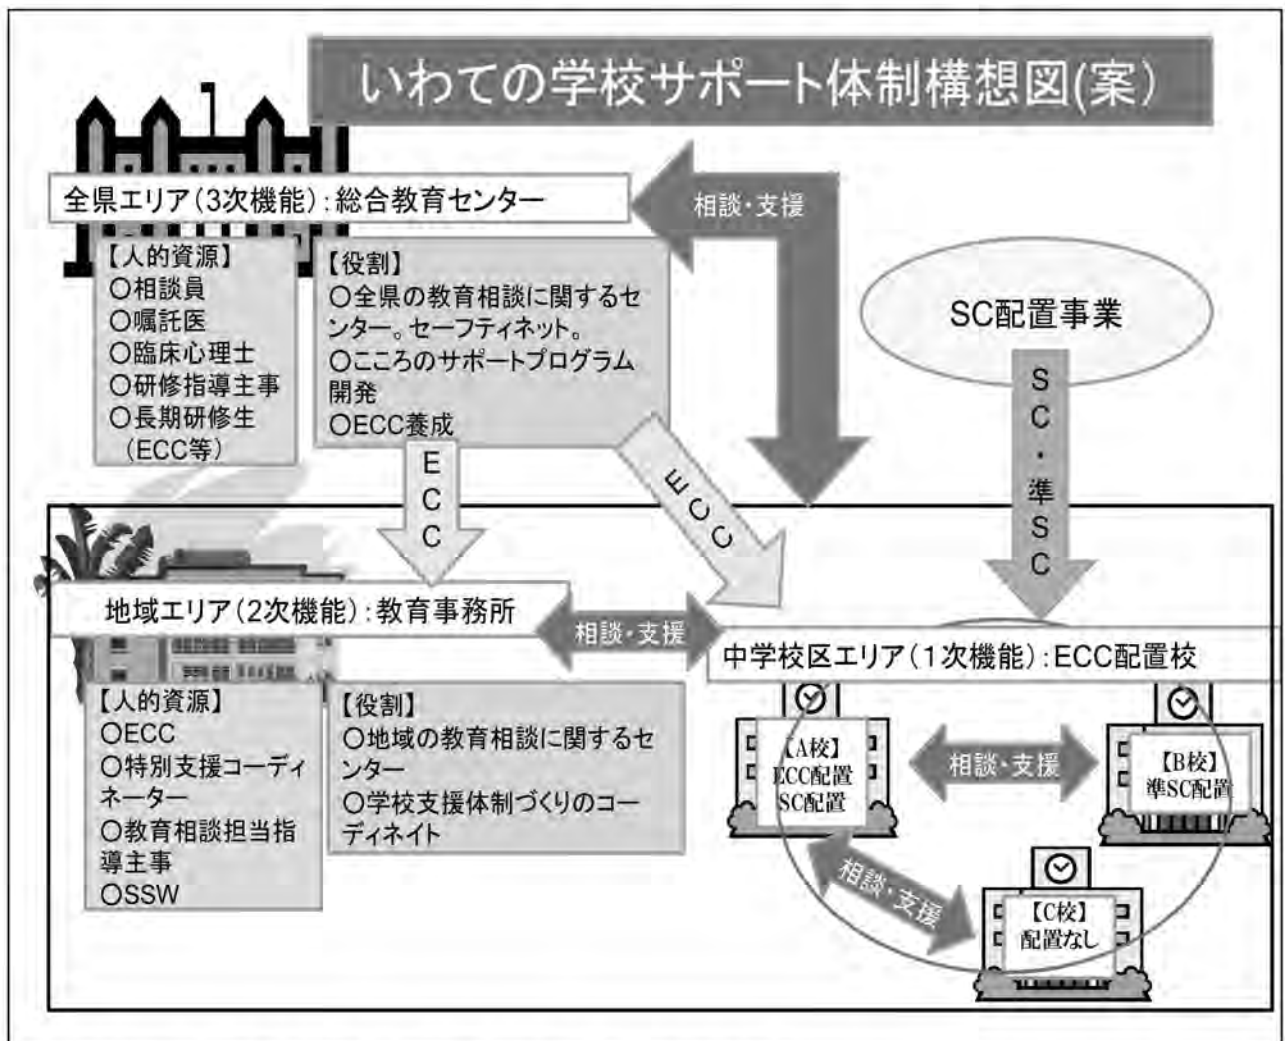 いわての学校サポート体制構想図(案)
全県エリア(3次機能):総合教育センター
相談・支援
【人的資源】
○相談員
○嘱託医
○臨床心理士
○研修指導主事
○長期研修生
(ECC等)
【役割】
○全県の教育相談に関するセ
ンター。セーフティネット。
○こころのサポートプログラム
開発
○ECC養成
SC配置事業
SC・準SC
ECC
ECC
地域エリア(2次機能):教育事務所
相談・支援
中学校区エリア(1次機能):ECC配置校
【人的資源】
○ECC
○特別支援コーディ
ネーター
○教育相談担当指
導主事
○SSW
【役割】
○地域の教育相談に関するセ
ンター
○学校支援体制づくりのコー
ディネイト
【A校】
ECC配置
SC配置
相談・支援
【B校】
準SC配置
相談・支援
【C校】
配置なし